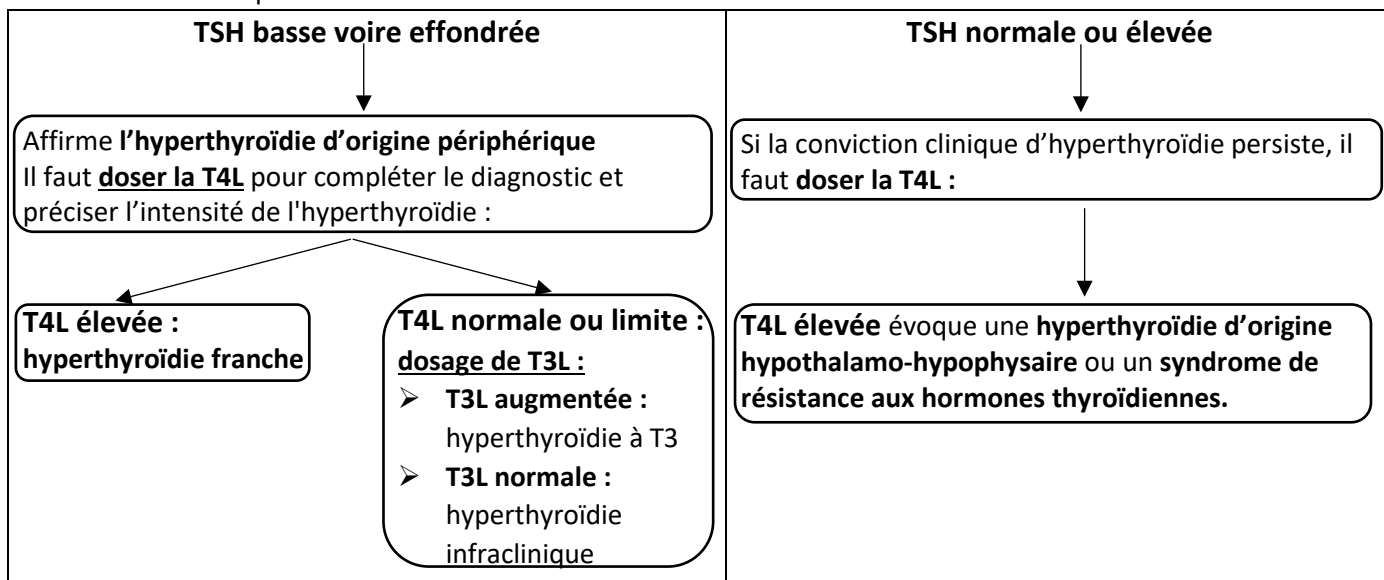 TSH basse voire effondrée
Affirme l’hyperthyroïdie d’origine périphérique
Il faut doser la T4L pour compléter le diagnostic et
préciser l’intensité de l'hyperthyroïdie :
T4L élevée :
hyperthyroïdie franche
T4L normale ou limite :
dosage de T3L :
➢ T3L augmentée :
hyperthyroïdie à T3
➢ T3L normale :
hyperthyroïdie
infraclinique
TSH normale ou élevée
Si la conviction clinique d’hyperthyroïdie persiste, il
faut doser la T4L :
T4L élevée évoque une hyperthyroïdie d’origine
hypothalamo-hypophysaire ou un syndrome de
résistance aux hormones thyroïdiennes.